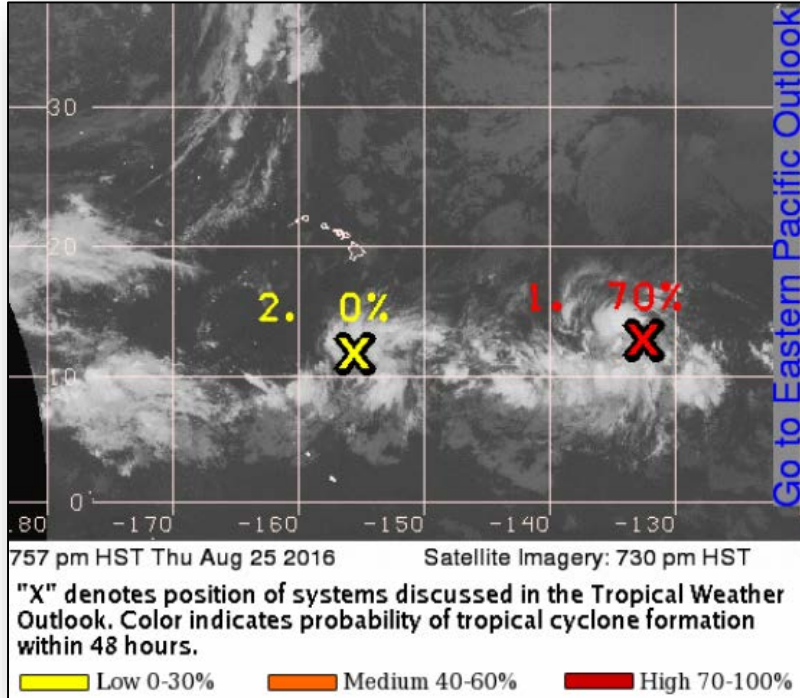 Go to Eastern Pacific Outlook
30
20
2. 0%
1. 70%
X
X
10
0
.80 -170 -160 -150 -140 -130
757 pm HST Thu Aug 25 2016 Satellite Imagery: 730 pm HST
"X" denotes position of systems discussed in the Tropical Weather
Outlook. Color indicates probability of tropical cyclone formation
within 48 hours.
Low 0-30% Medium 40-60% High 70-100%